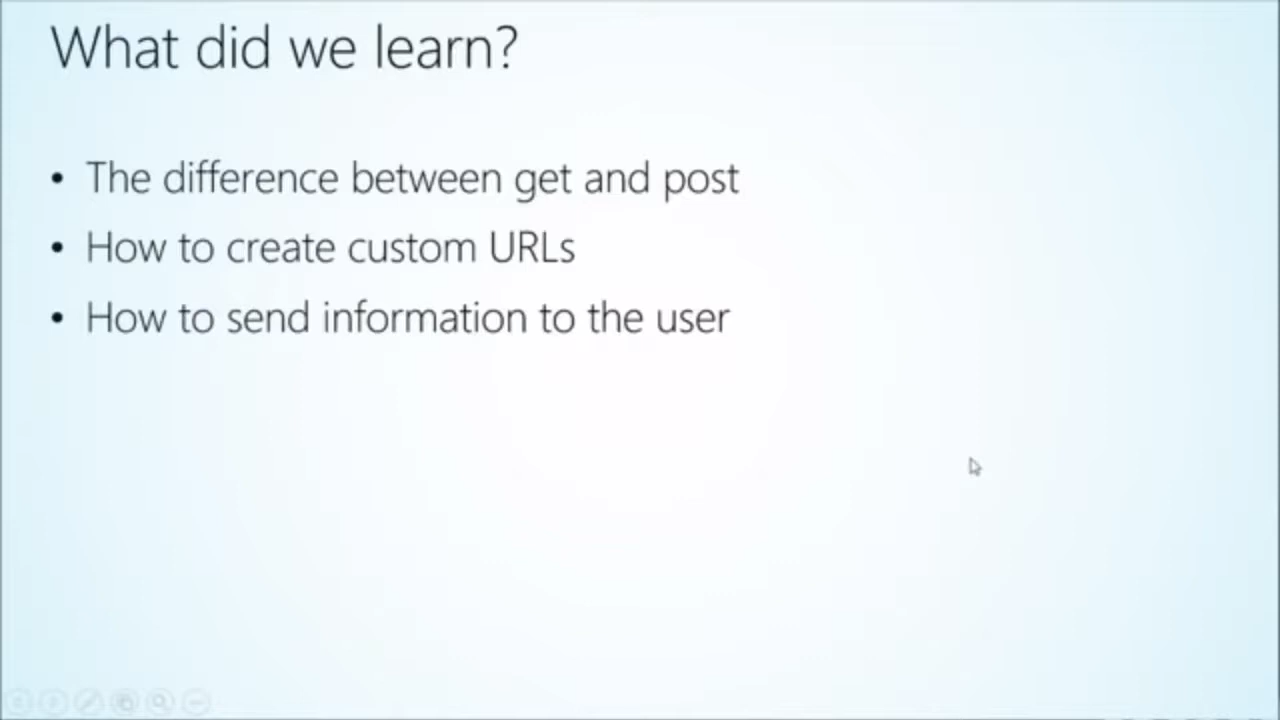 What did we learn?
• The difference between get and post
• How to create custom URLs
• How to send information to the user